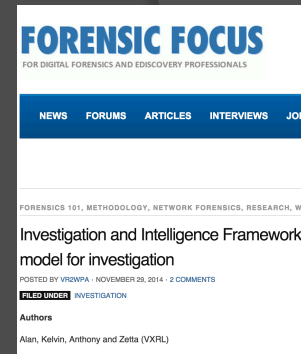 FORENSIC FOCUS
FOR DIGITAL FORENSICS AND EDISCOVERY PROFESSIONALS
NEWS FORUMS ARTICLES INTERVIEWS
FORENSICS 101, METHODOLOGY, NETWORK FORENSICS, RESEARCH,
Investigation and Intelligence Framework
model for investigation
POSTED BY VR2WPA · NOVEMBER 29, 2014 · 2 COMMENTS
FILED UNDER INVESTIGATION
Authors
Alan, Kelvin, Anthony and Zetta (VXRL)